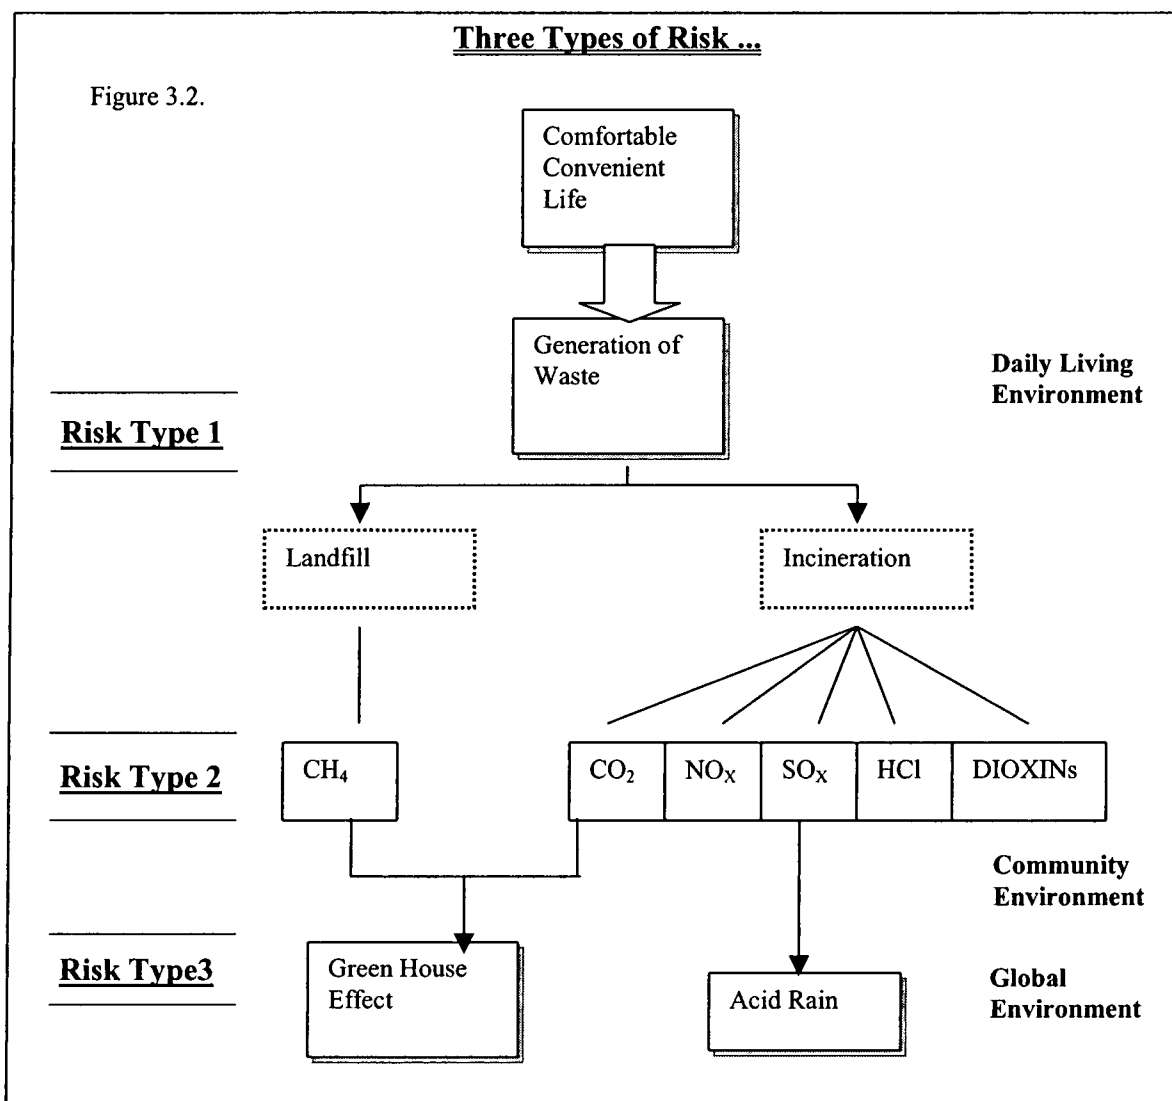 Three Types of Risk ...
Figure 3.2.
Comfortable
Convenient
Life
Generation of
Waste
Daily Living
Environment
Risk Type 1
Landfill
Incineration
Risk Type 2
CH₄
CO₂
NOₓ
SOₓ
HCl
DIOXINs
Community
Environment
Risk Type3
Green House
Effect
Acid Rain
Global
Environment